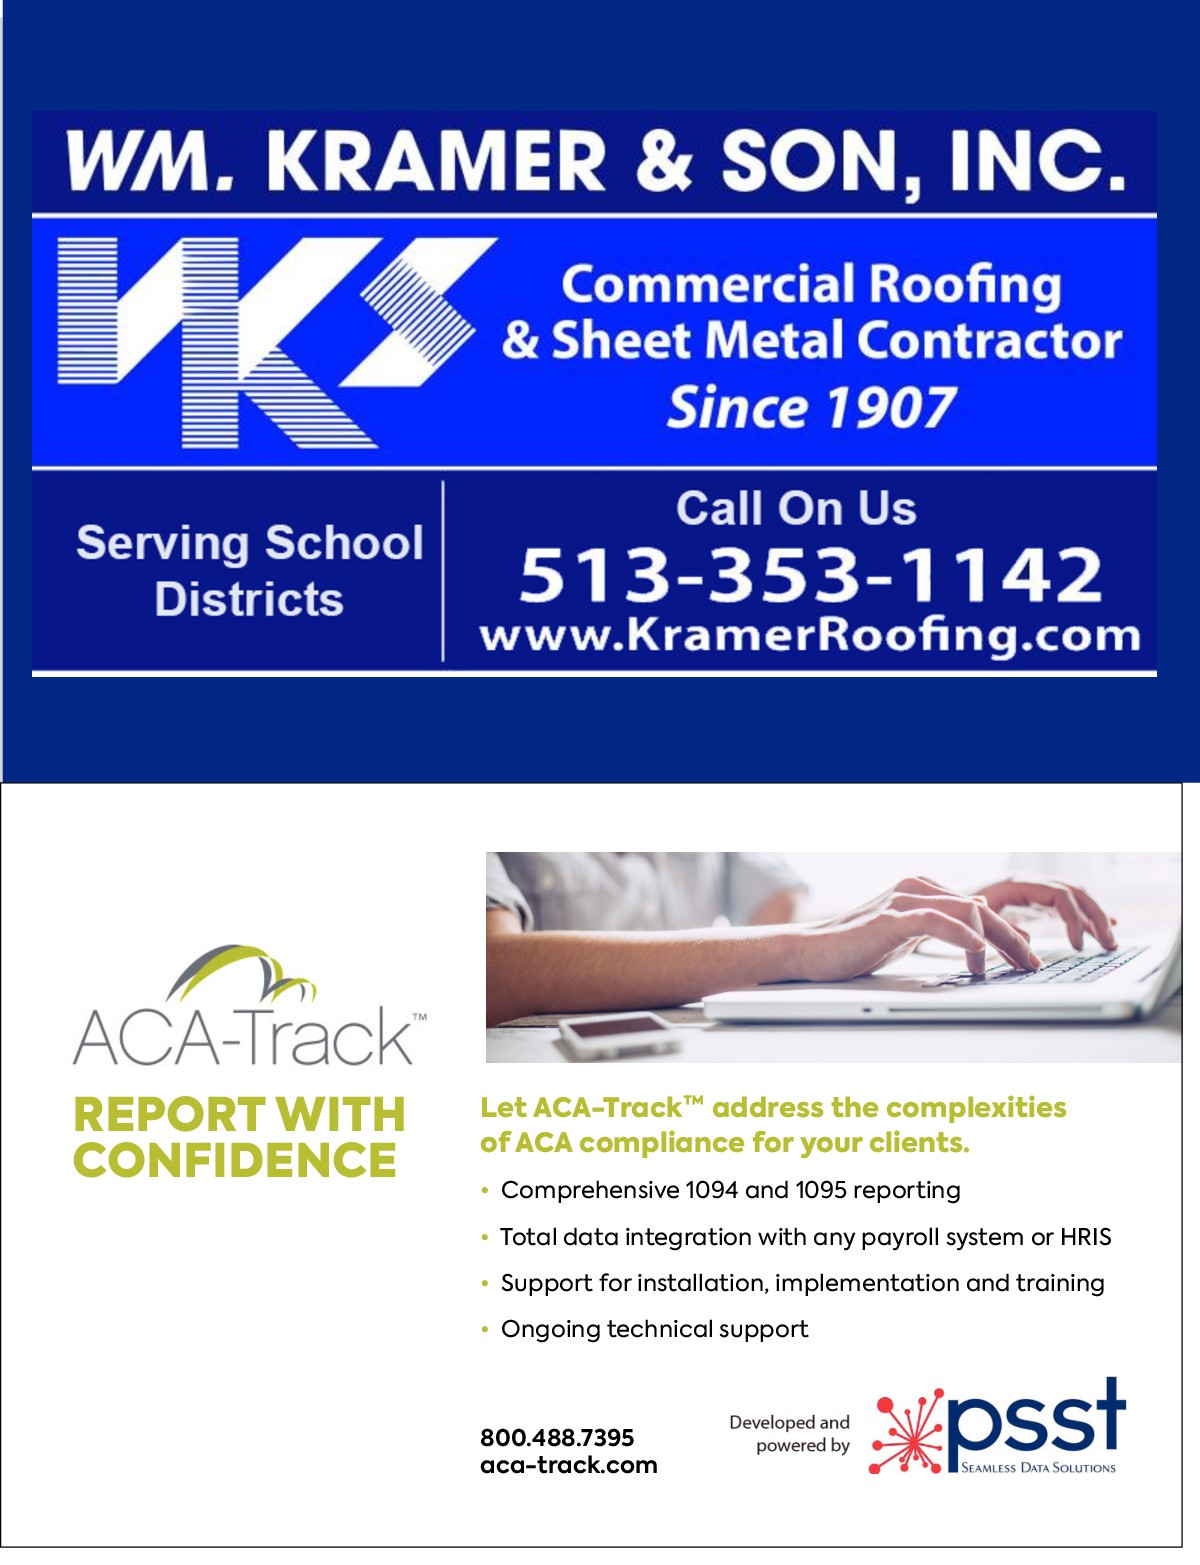 WM. KRAMER & SON, INC.
WKS
Commercial Roofing
& Sheet Metal Contractor
Since 1907
Serving School
Districts
Call On Us
513-353-1142
www.KramerRoofing.com
ACA-Track™
REPORT WITH
CONFIDENCE
Let ACA-Track™ address the complexities
of ACA compliance for your clients.
• Comprehensive 1094 and 1095 reporting
• Total data integration with any payroll system or HRIS
• Support for installation, implementation and training
• Ongoing technical support
800.488.7395
aca-track.com
Developed and
powered by
psst
SEAMLESS DATA SOLUTIONS